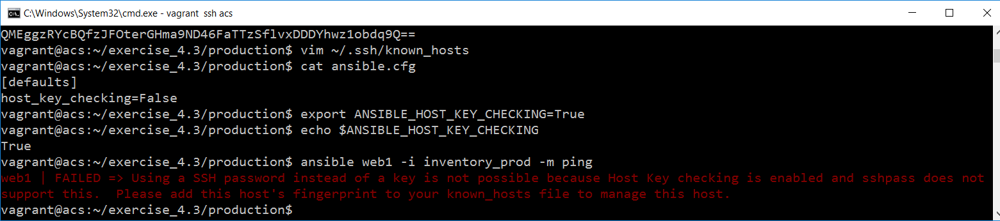 C:\Windows\System32\cmd.exe - vagrant  ssh acs
QMEggzRYcBQfzJFOterGHma9ND46FaTTzSflvxDDDYhwz1obdq9Q==
vagrant@acs:~/exercise_4.3/production$ vim ~/.ssh/known_hosts
vagrant@acs:~/exercise_4.3/production$ cat ansible.cfg
[defaults]
host_key_checking=False
vagrant@acs:~/exercise_4.3/production$ export ANSIBLE_HOST_KEY_CHECKING=True
vagrant@acs:~/exercise_4.3/production$ echo $ANSIBLE_HOST_KEY_CHECKING
True
vagrant@acs:~/exercise_4.3/production$ ansible web1 -i inventory_prod -m ping
web1 | FAILED => Using a SSH password instead of a key is not possible because Host Key checking is enabled and sshpass does not
support this.  Please add this host's fingerprint to your known_hosts file to manage this host.
vagrant@acs:~/exercise_4.3/production$